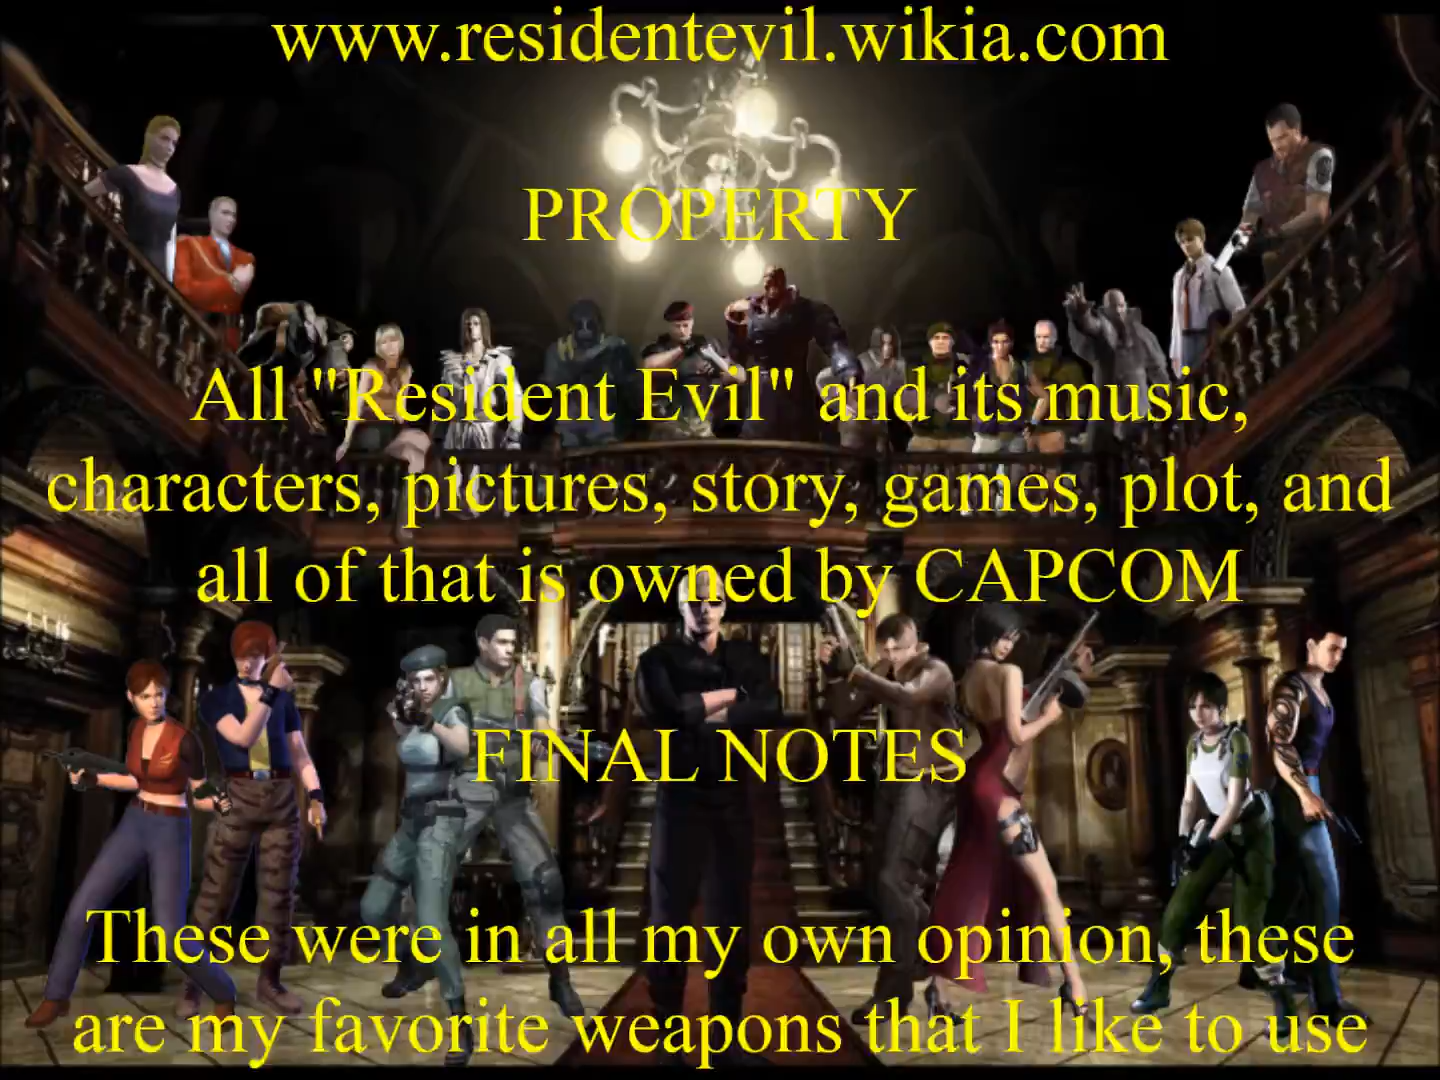 www.residentevil.wikia.com
PROPERTY
All "Resident Evil" and its music,
characters, pictures, story, games, plot, and
all of that is owned by CAPCOM
FINAL NOTES
These were in all my own opinion, these
are my favorite weapons that I like to use